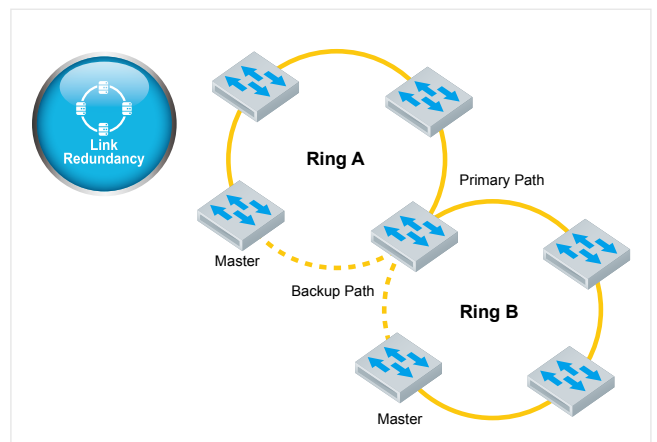 Link
Redundancy
Ring A
Primary Path
Master
Backup Path
Ring B
Master